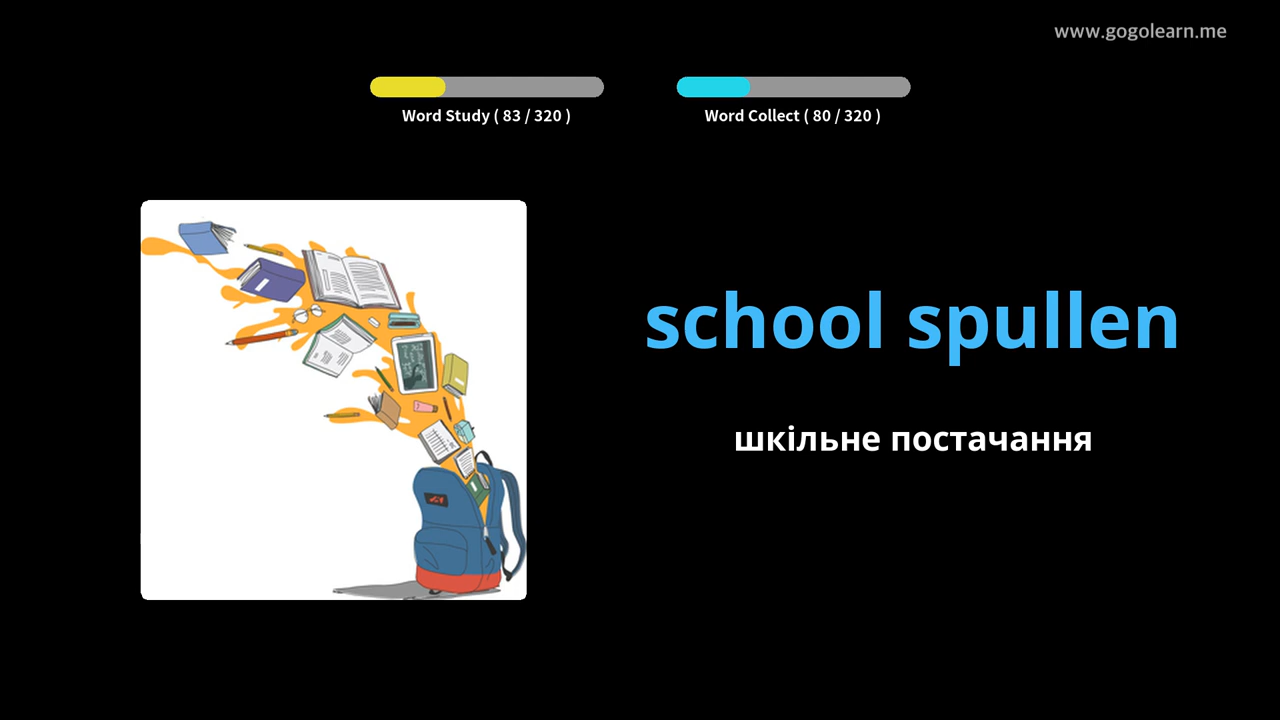 www.gogolearn.me
Word Study ( 83 / 320 )
Word Collect ( 80 / 320 )
school spullen
шкільне постачання